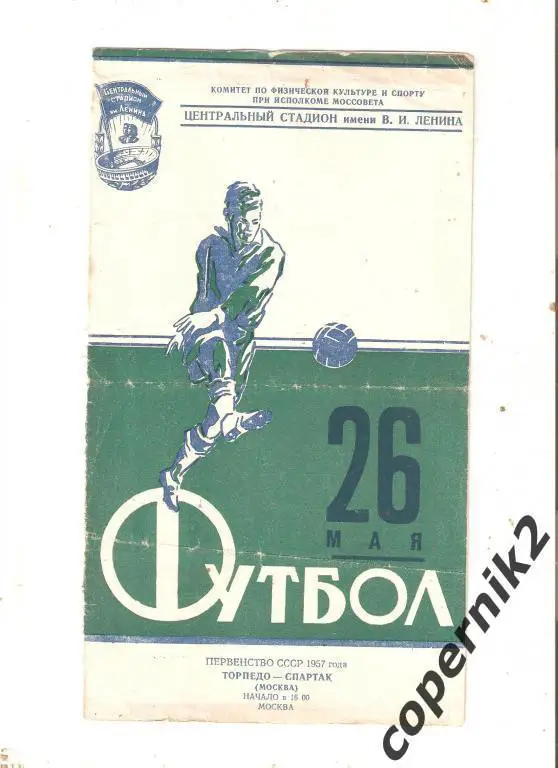 ЦЕНТРАЛЬНЫЙ
СТАДИОН
им. ЛЕНИНА
КОМИТЕТ ПО ФИЗИЧЕСКОЙ КУЛЬТУРЕ И СПОРТУ
ПРИ ИСПОЛКОМЕ МОССОВЕТА
ЦЕНТРАЛЬНЫЙ СТАДИОН имени В. И. ЛЕНИНА
26
МАЯ
ФУТБОЛ
ПЕРВЕНСТВО СССР 1957 года
ТОРПЕДО — СПАРТАК
(МОСКВА)
НАЧАЛО в 16 00
МОСКВА
copernik2